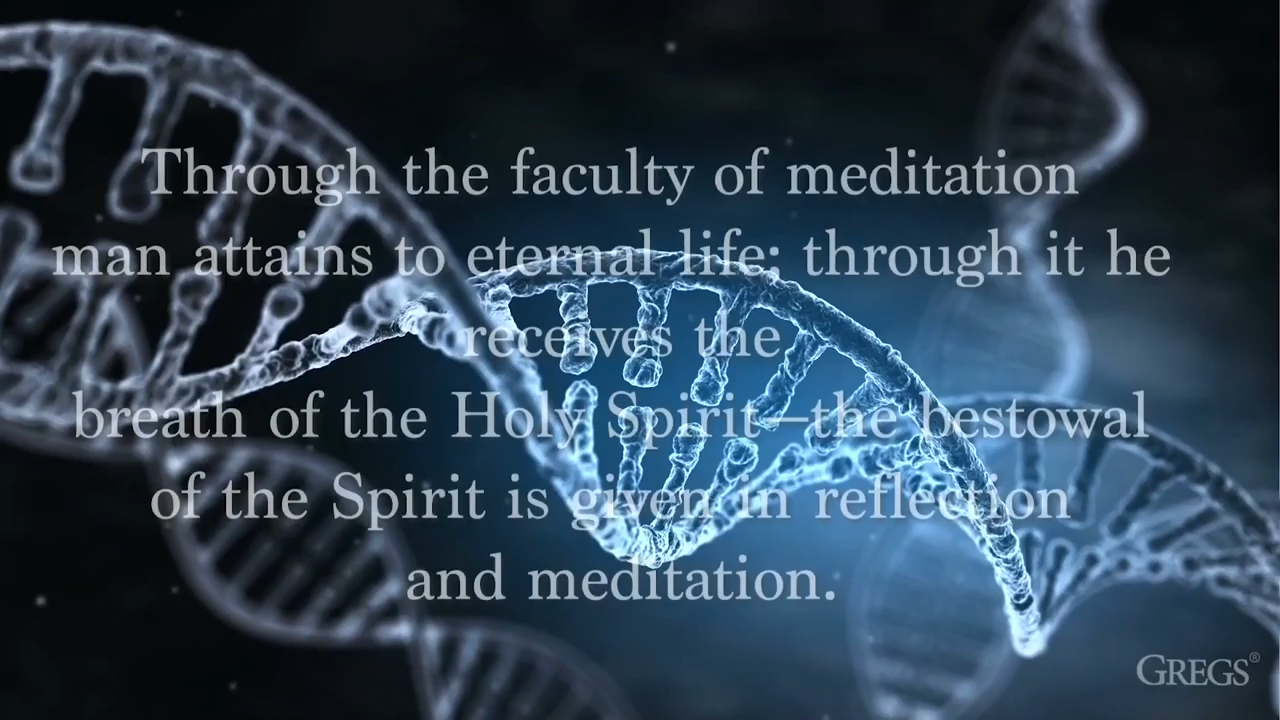 Through the faculty of meditation
man attains to eternal life; through it he
receives the
breath of the Holy Spirit—the bestowal
of the Spirit is given in reflection
and meditation.
GREGS®